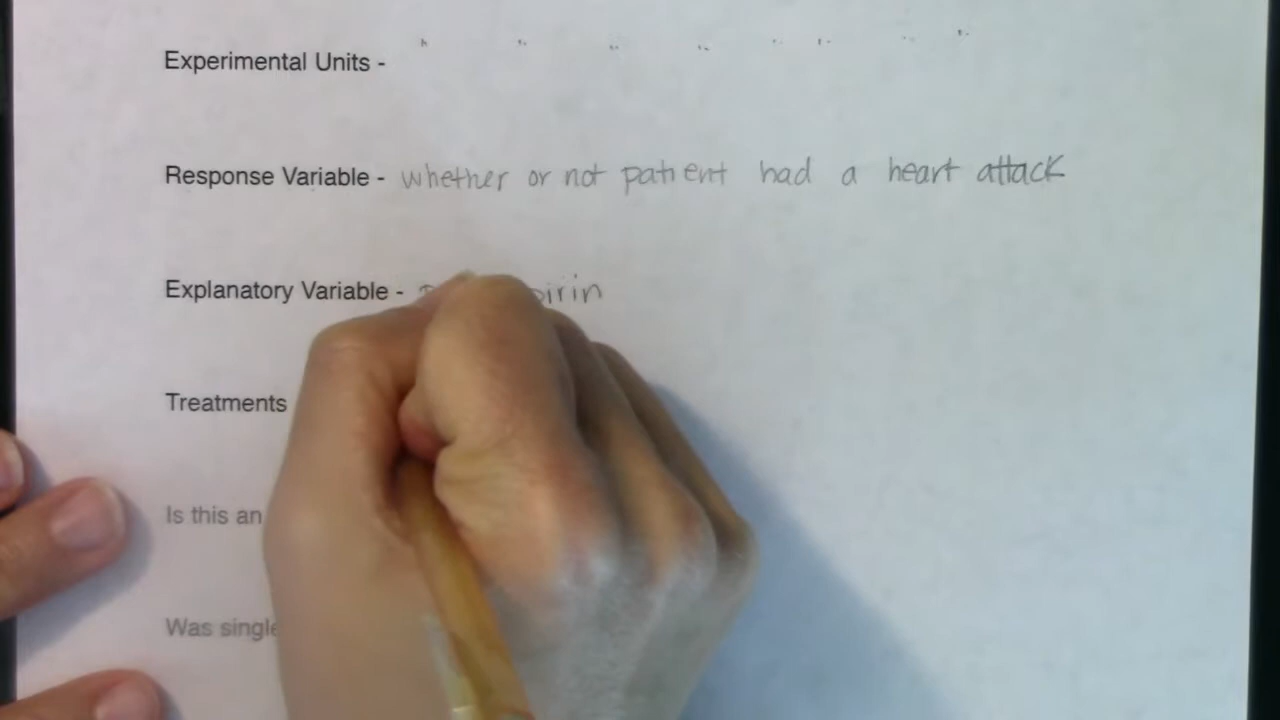 Experimental Units -
Response Variable - whether or not patient had a heart attack
Explanatory Variable -
Treatments
Is this an
Was single